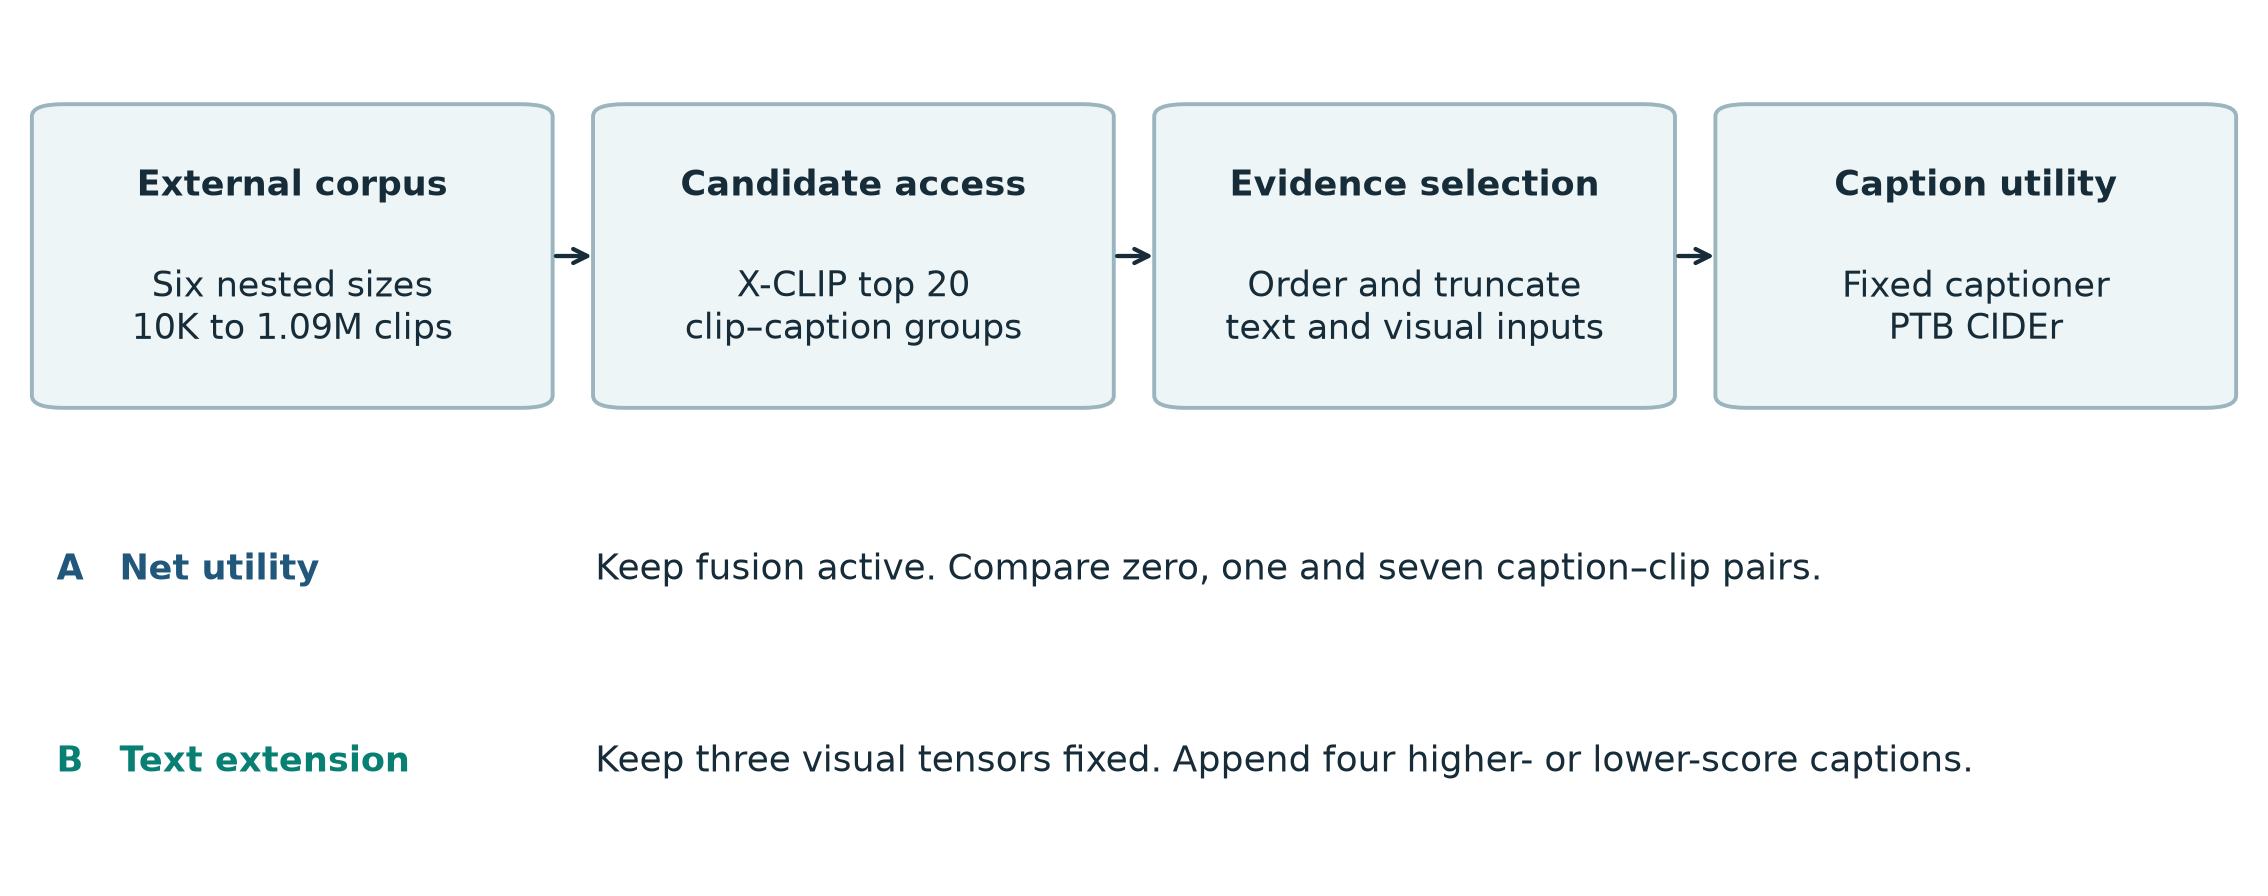 External corpus
Six nested sizes
10K to 1.09M clips
Candidate access
X-CLIP top 20
clip–caption groups
Evidence selection
Order and truncate
text and visual inputs
Caption utility
Fixed captioner
PTB CIDEr
A Net utility Keep fusion active. Compare zero, one and seven caption–clip pairs.
B Text extension Keep three visual tensors fixed. Append four higher- or lower-score captions.